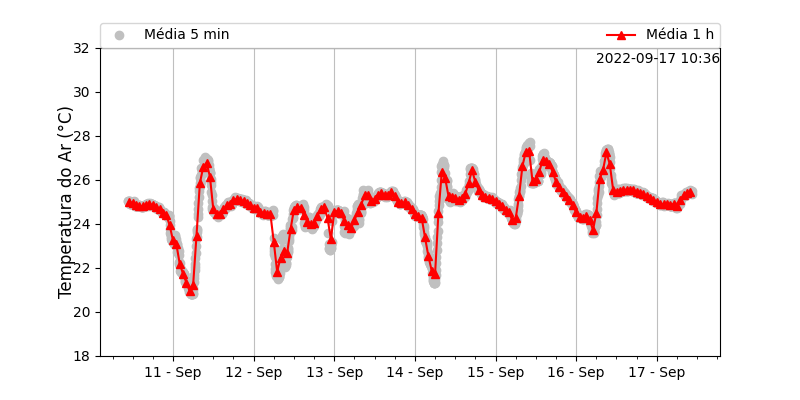 Média 5 min
Média 1 h
2022-09-17 10:36
Temperatura do Ar (°C)
32
30
28
26
24
22
20
18
11 - Sep
12 - Sep
13 - Sep
14 - Sep
15 - Sep
16 - Sep
17 - Sep